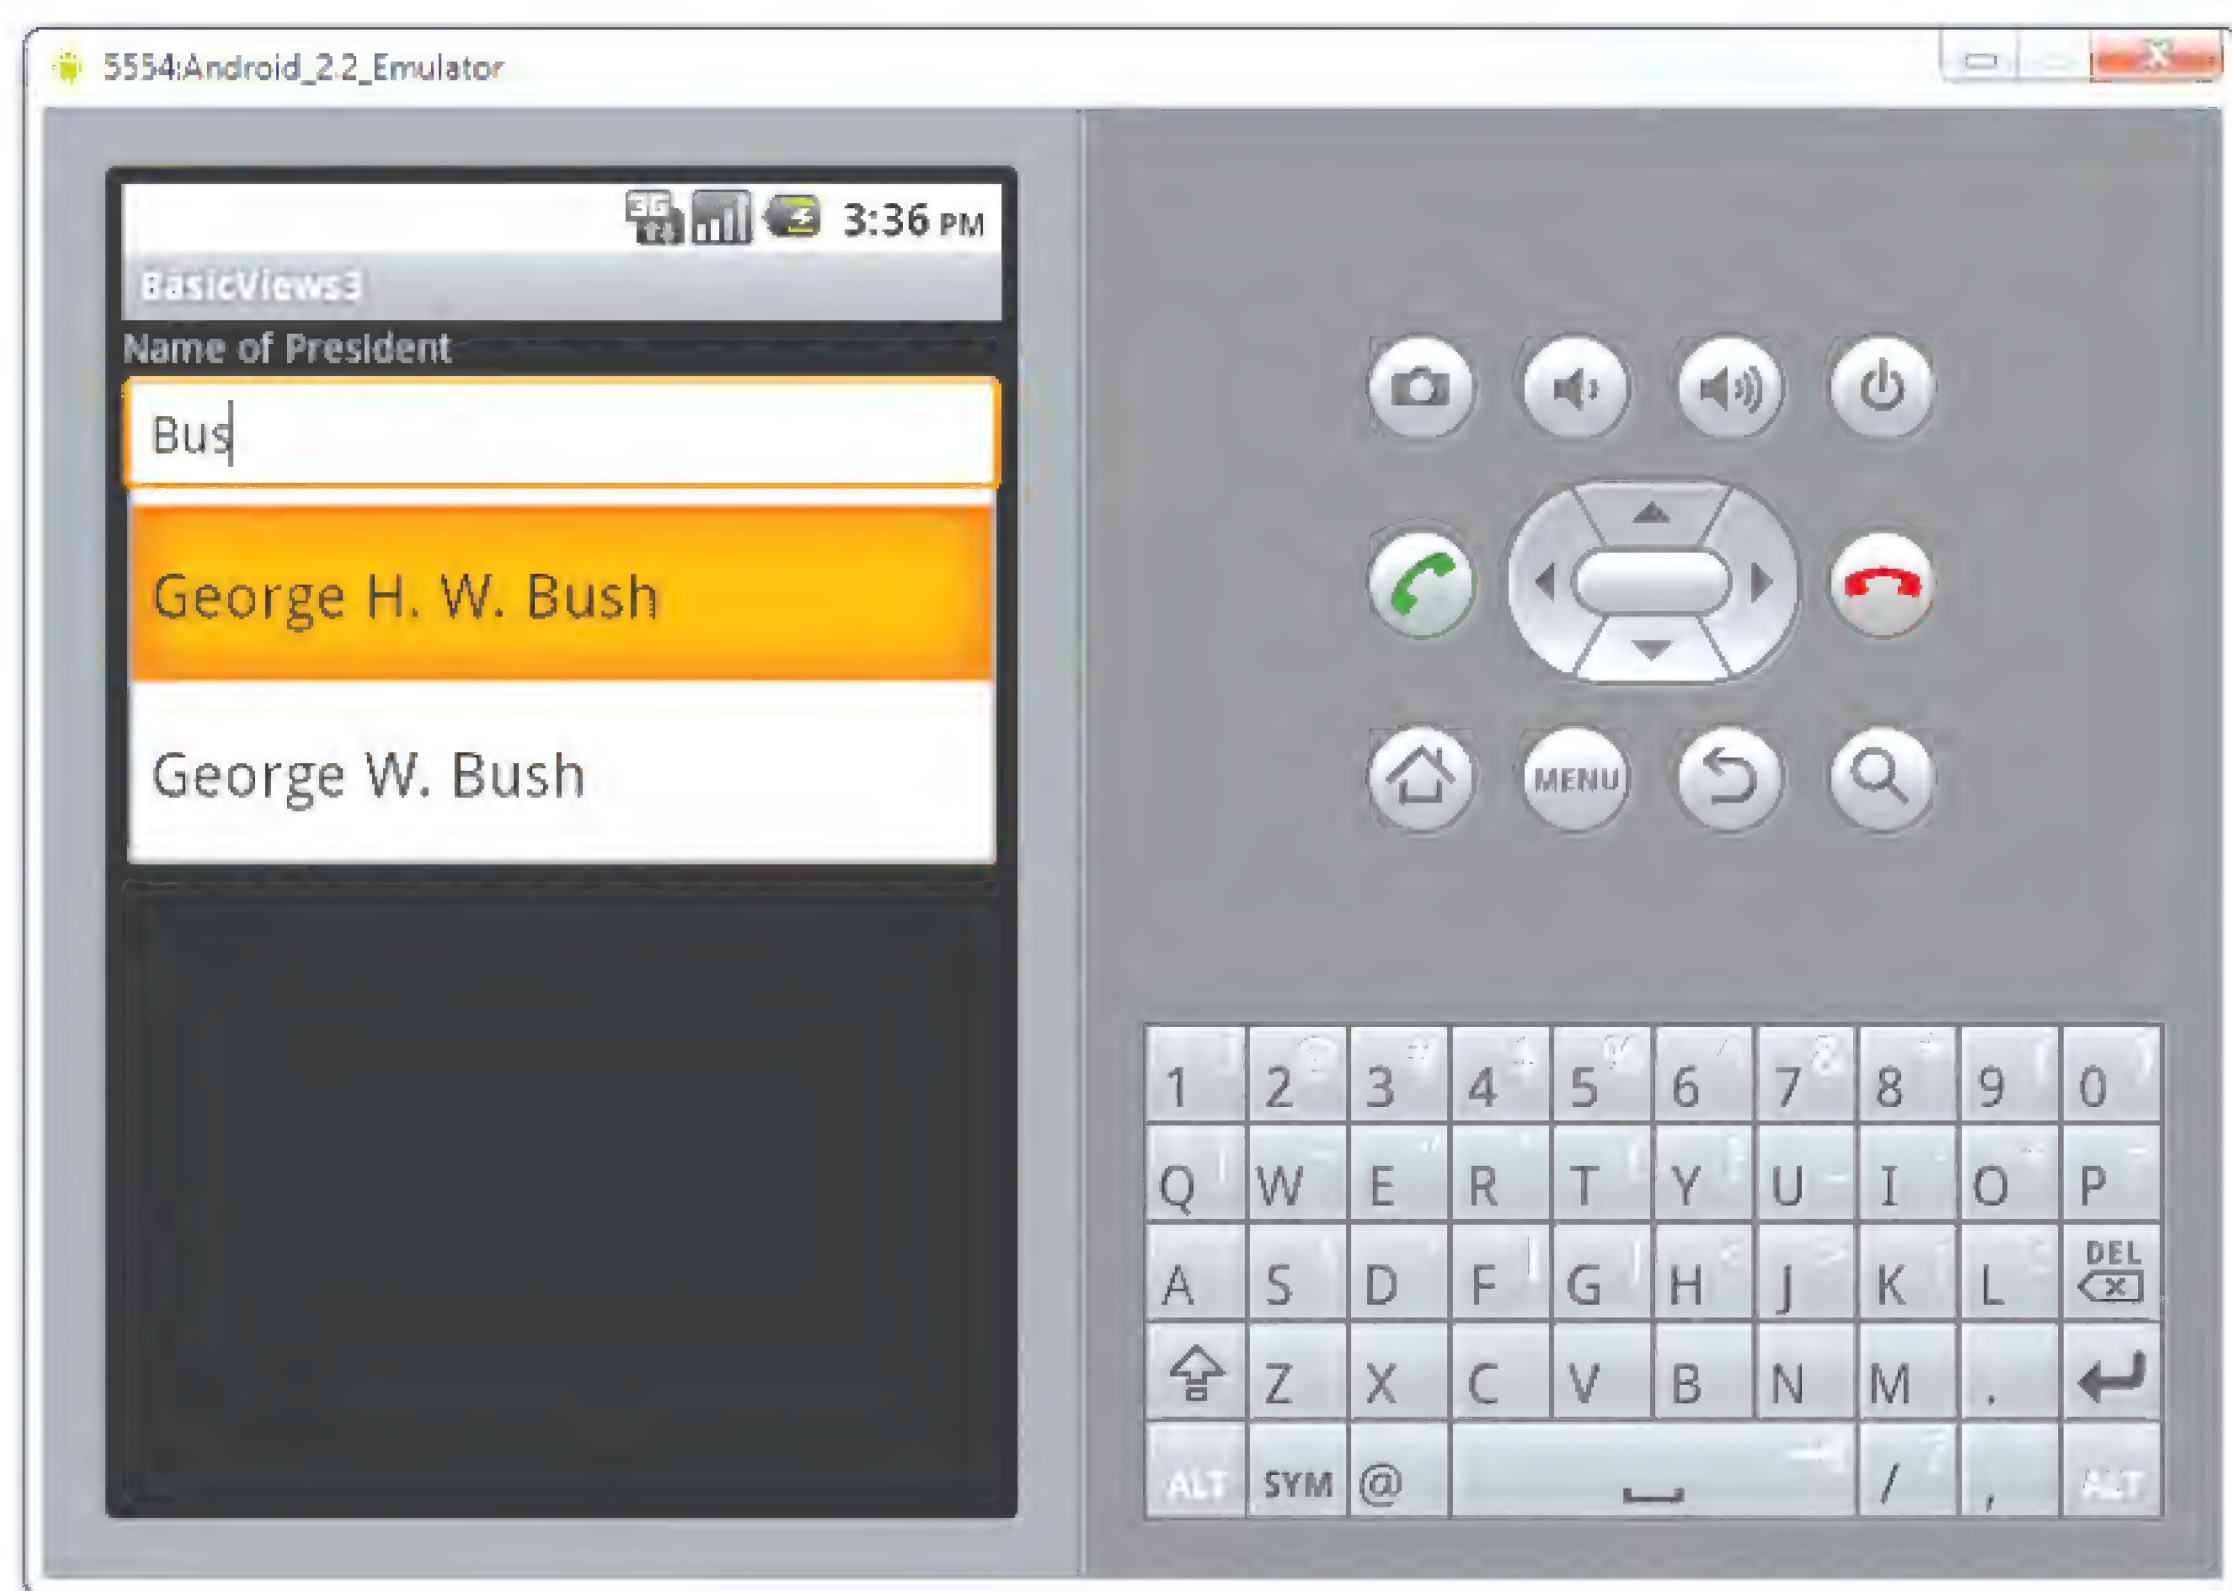 5554:Android_2.2_Emulator
3G 3:36 PM
BasicViews3
Name of President
Bus
George H. W. Bush
George W. Bush
MENU
1 2 3 4 5 6 7 8 9 0
Q W E R T Y U I O P
A S D F G H J K L DEL
Z X C V B N M .
ALT SYM @ / , ALT